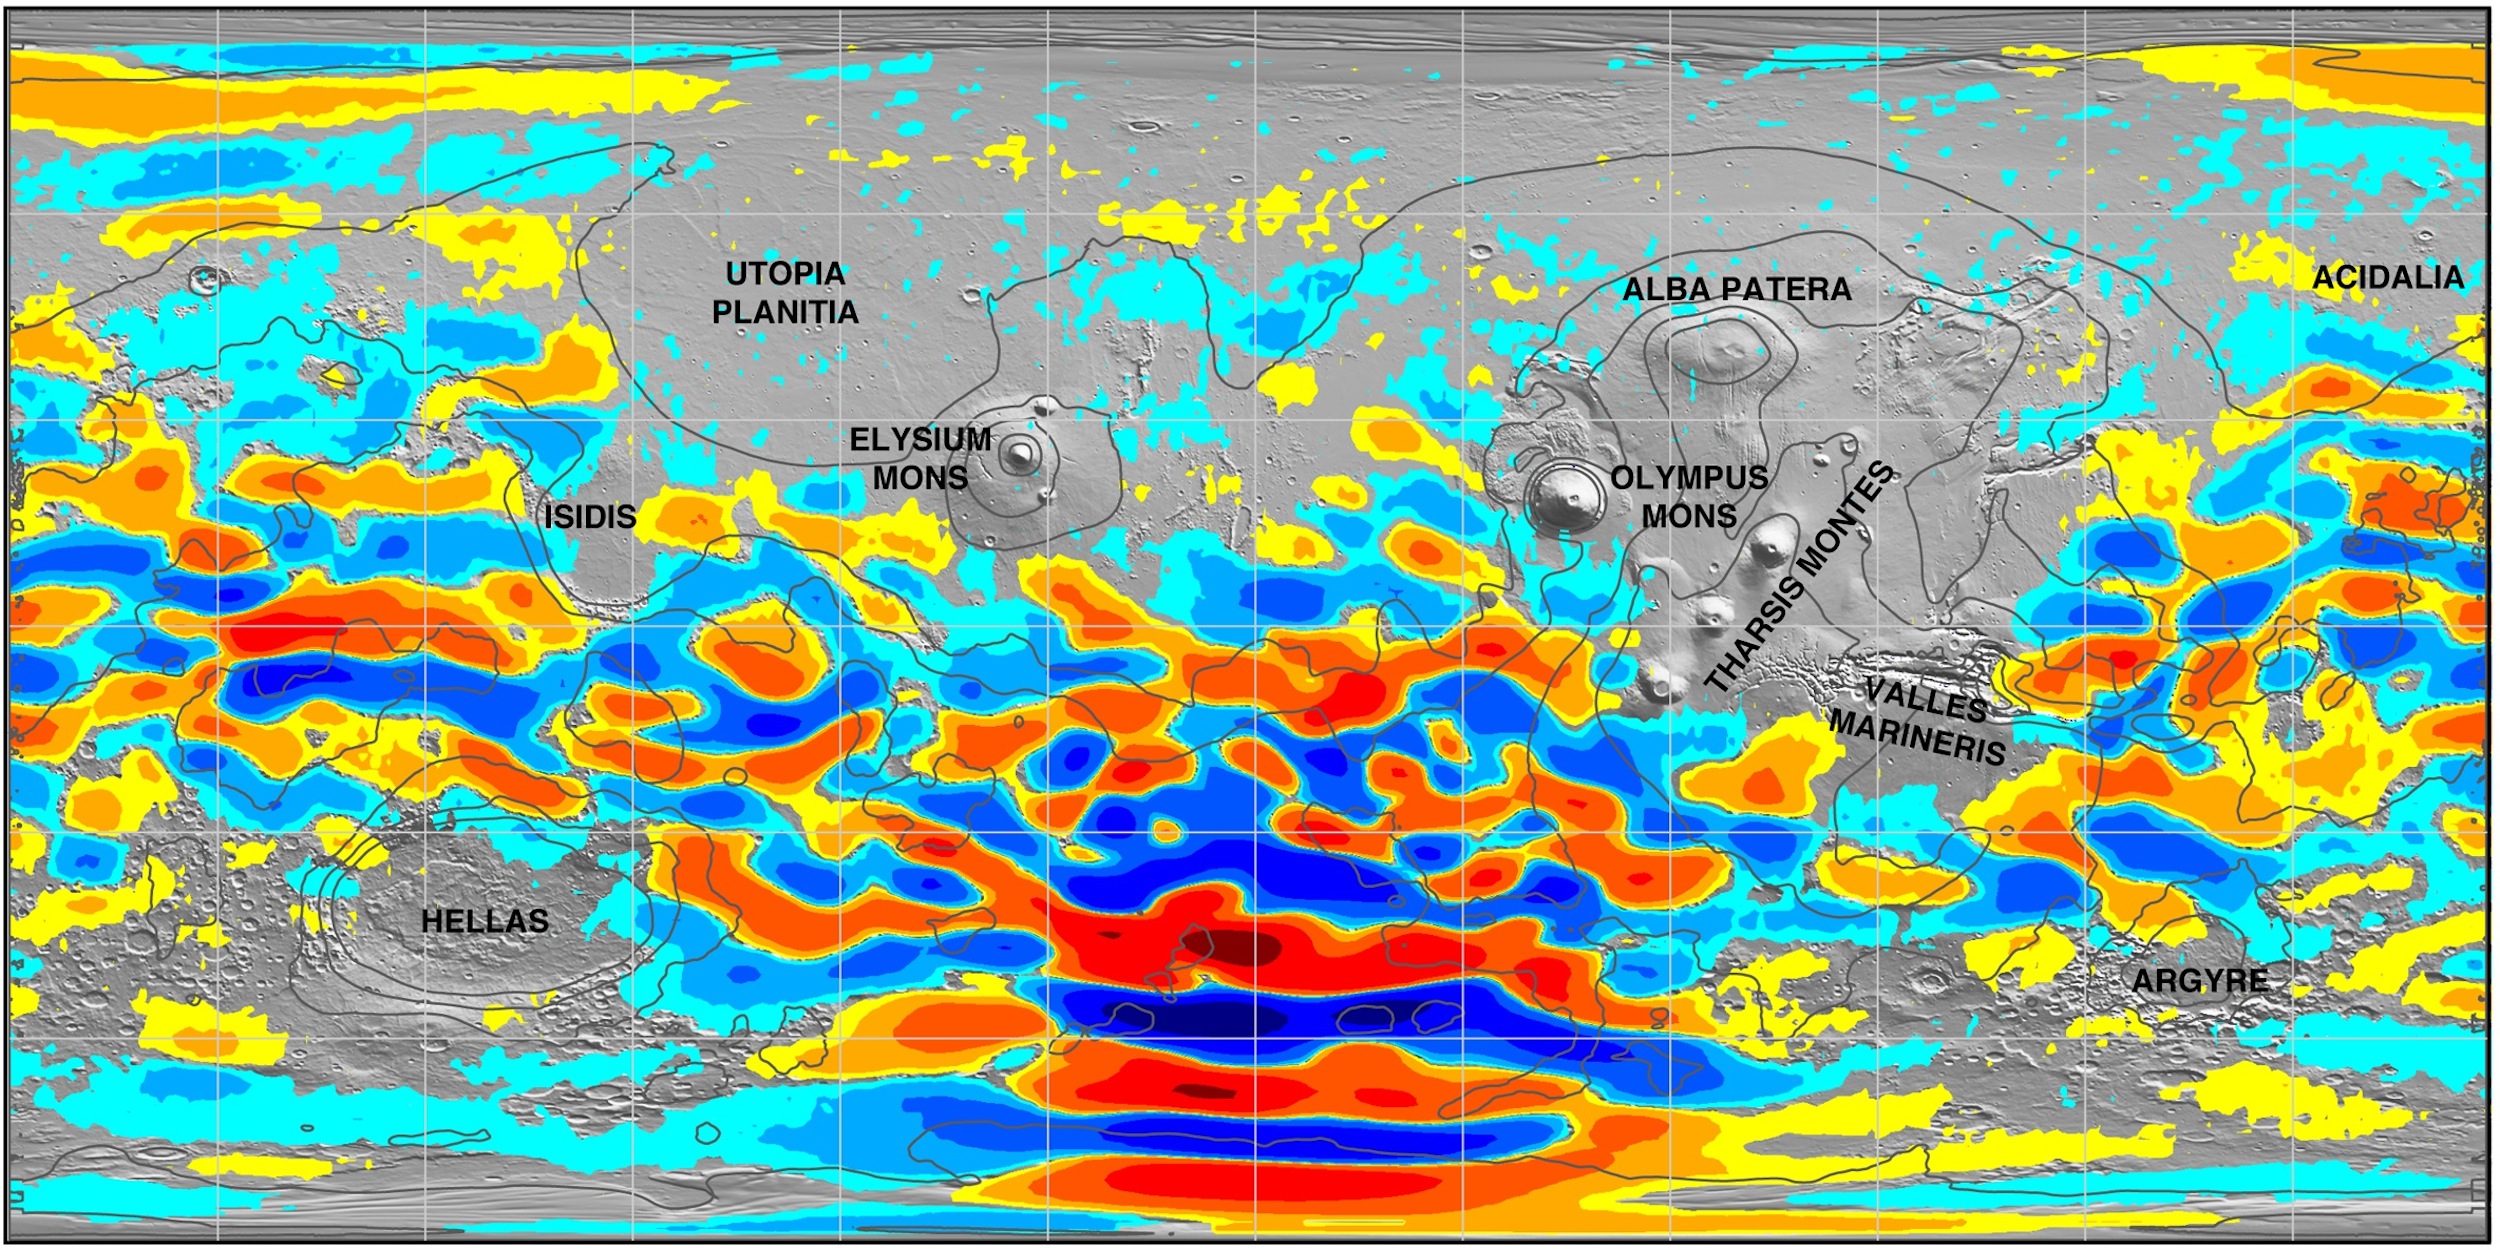 UTOPIA
PLANITIA
ALBA PATERA
ACIDALIA
ELYSIUM
MONS
OLYMPUS
MONS
ISIDIS
THARSIS MONTES
VALLES
MARINERIS
HELLAS
ARGYRE